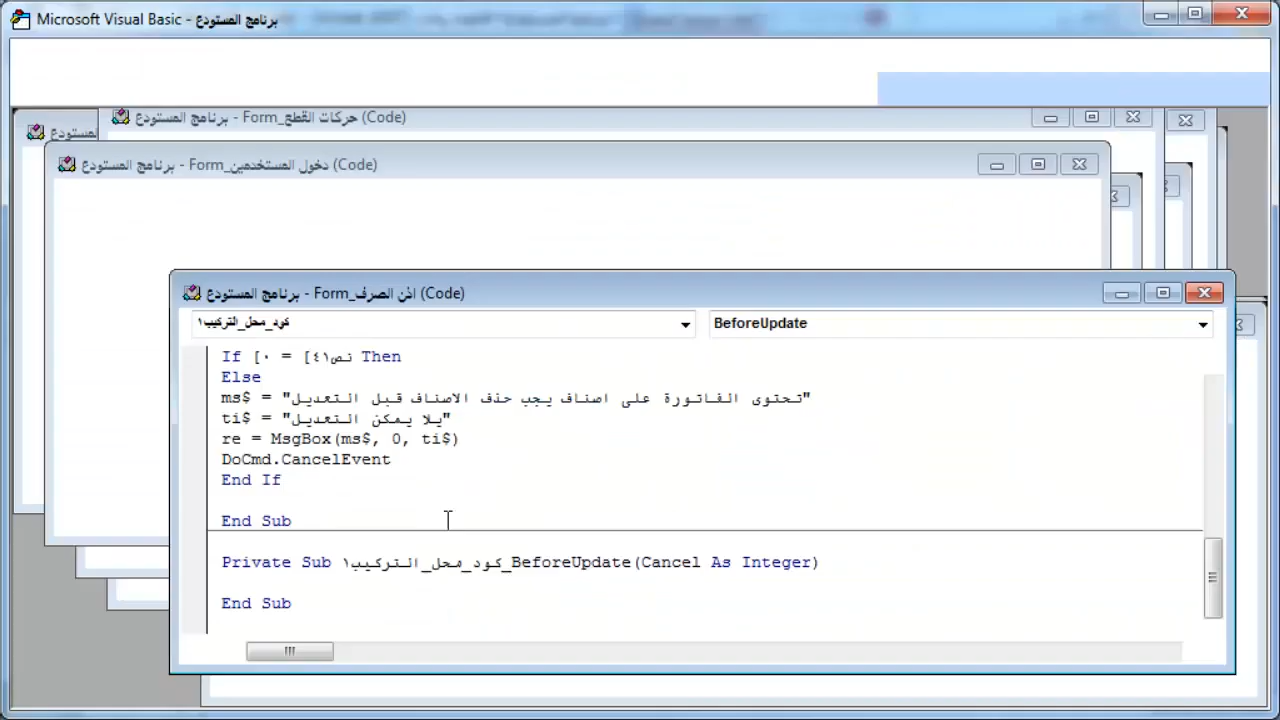 Microsoft Visual Basic - برنامج المستودع
برنامج المستودع - Form_حركات القطع (Code)
المستودع
برنامج المستودع - Form_دخول المستخدمين (Code)
برنامج المستودع - Form_اذن الصرف (Code)
كود_محل_التركيب١
BeforeUpdate
If [نص٤١] = ٠ Then
Else
ms$ = "تحتوى الفاتورة على اصناف يجب حذف الاصناف قبل التعديل"
ti$ = "يلا يمكن التعديل"
re = MsgBox(ms$, 0, ti$)
DoCmd.CancelEvent
End If
End Sub
Private Sub كود_محل_التركيب١_BeforeUpdate(Cancel As Integer)
End Sub